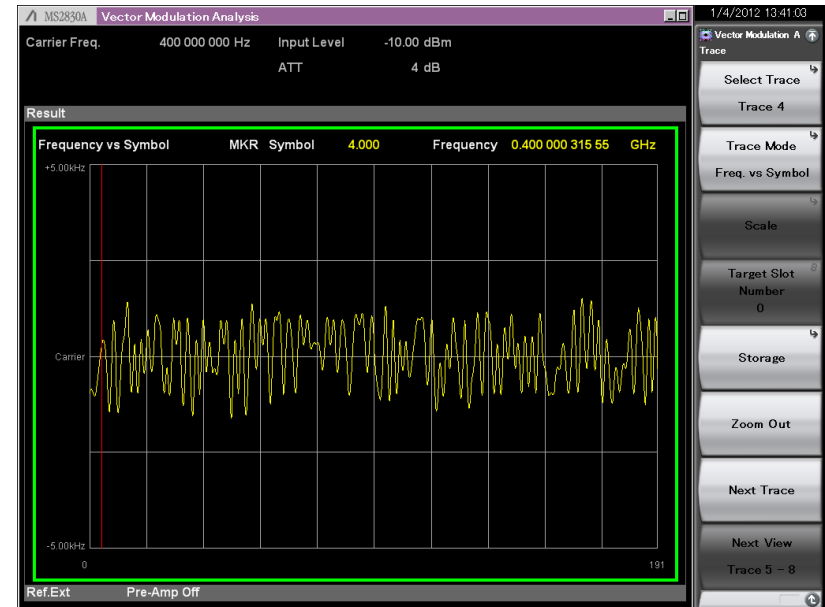 MS2830A Vector Modulation Analysis
1/4/2012 13:41:03
Carrier Freq. 400 000 000 Hz Input Level -10.00 dBm
ATT 4 dB
Result
Frequency vs Symbol MKR Symbol 4.000 Frequency 0.400 000 315 55 GHz
+5.00kHz
Carrier
-5.00kHz
0 191
Ref.Ext Pre-Amp Off
Vector Modulation A
Trace
Select Trace
Trace 4
Trace Mode
Freq. vs Symbol
Scale
Target Slot
Number
0
Storage
Zoom Out
Next Trace
Next View
Trace 5 - 8